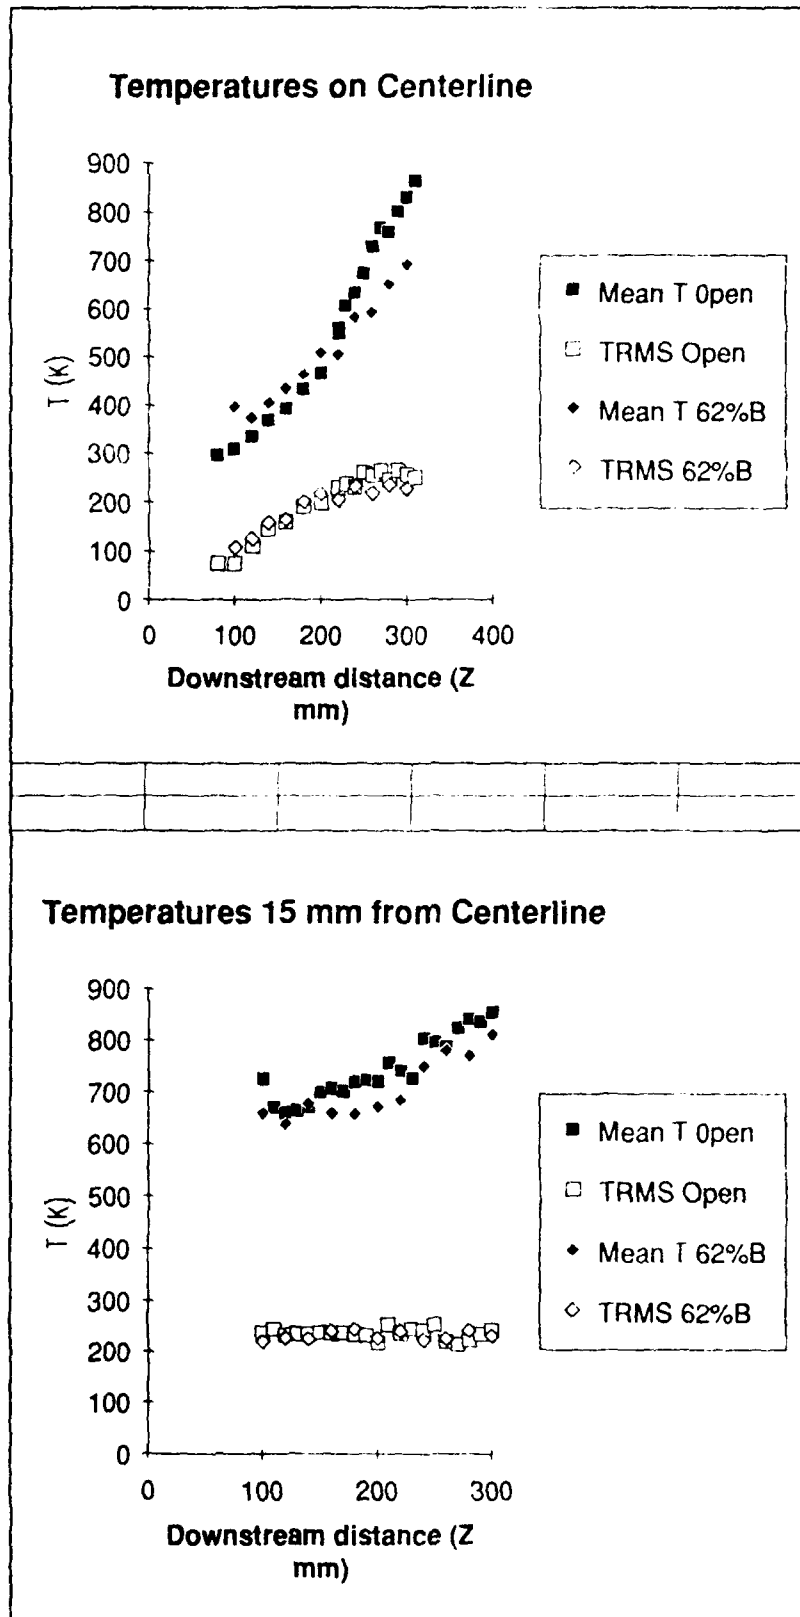 Temperatures on Centerline
900
800
700
600
500
400
300
200
100
0
T (K)
0 100 200 300 400
Downstream distance (Z
mm)
Mean T Open
TRMS Open
Mean T 62%B
TRMS 62%B
Temperatures 15 mm from Centerline
900
800
700
600
500
400
300
200
100
0
T (K)
0 100 200 300
Downstream distance (Z
mm)
Mean T Open
TRMS Open
Mean T 62%B
TRMS 62%B